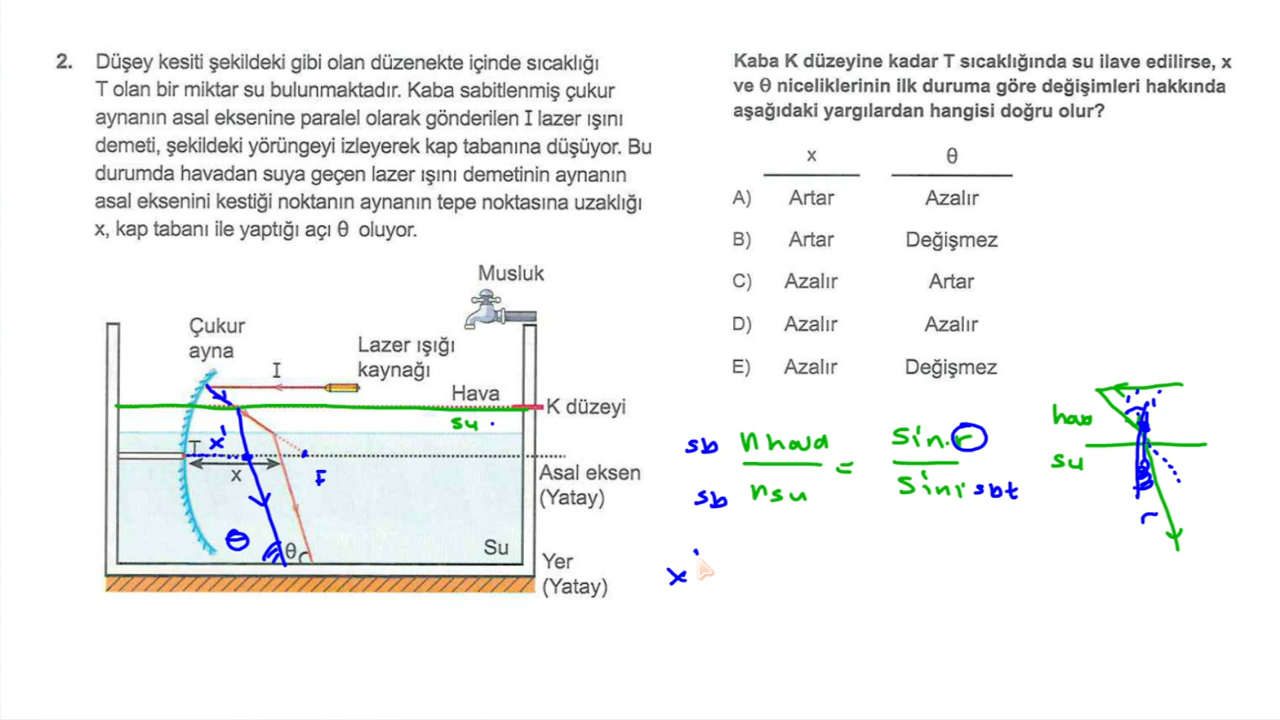 2. Düşey kesiti şekildeki gibi olan düzenekte içinde sıcaklığı
T olan bir miktar su bulunmaktadır. Kaba sabitlenmiş çukur
aynanın asal eksenine paralel olarak gönderilen I lazer ışını
demeti, şekildeki yörüngeyi izleyerek kap tabanına düşüyor. Bu
durumda havadan suya geçen lazer ışını demetinin aynanın
asal eksenini kestiği noktanın aynanın tepe noktasına uzaklığı
x, kap tabanı ile yaptığı açı θ oluyor.
Musluk
Çukur
ayna
I
Lazer ışığı
kaynağı
Hava
K düzeyi
su
T
x'
x
F
Asal eksen
(Yatay)
θ
θ
Su
Yer
(Yatay)
Kaba K düzeyine kadar T sıcaklığında su ilave edilirse, x
ve θ niceliklerinin ilk duruma göre değişimleri hakkında
aşağıdaki yargılardan hangisi doğru olur?
x θ
A) Artar Azalır
B) Artar Değişmez
C) Azalır Artar
D) Azalır Azalır
E) Azalır Değişmez
sb n hava = sin r
sb nsu sin i sbt
hava
su
r
x